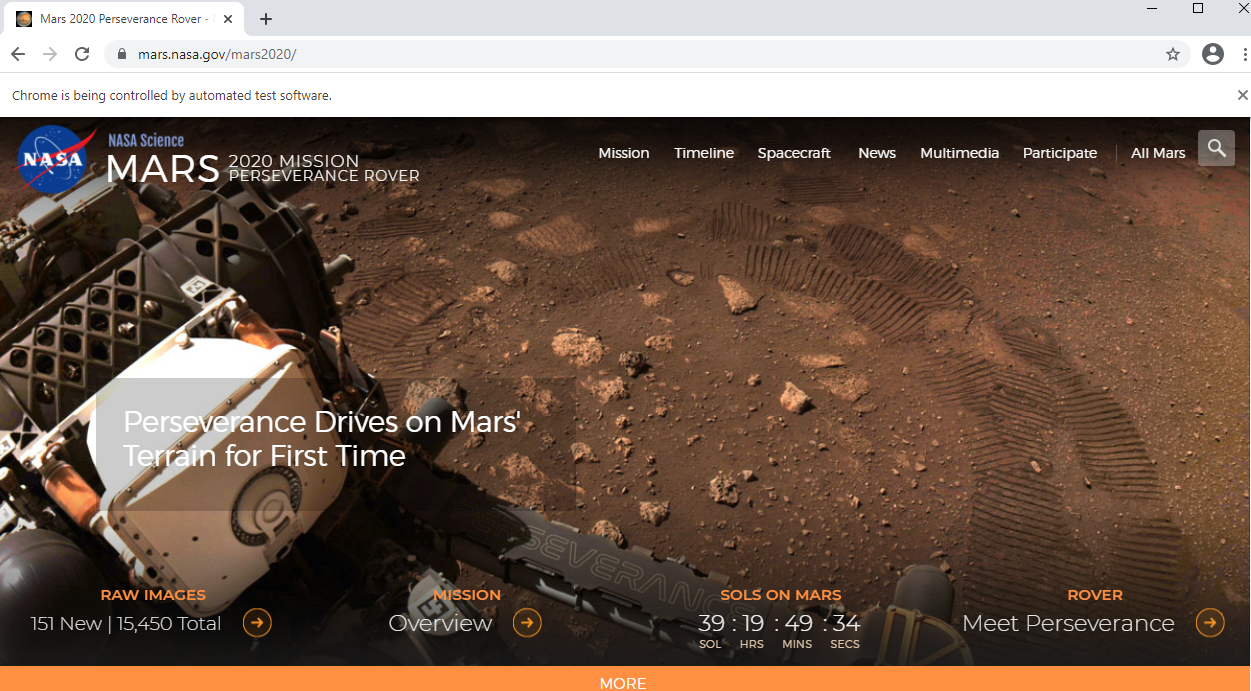 Mars 2020 Perseverance Rover -
mars.nasa.gov/mars2020/
Chrome is being controlled by automated test software.
NASA
NASA Science
MARS
2020 MISSION
PERSEVERANCE ROVER
Mission
Timeline
Spacecraft
News
Multimedia
Participate
All Mars
Perseverance Drives on Mars'
Terrain for First Time
SEVERANC
RAW IMAGES
151 New | 15,450 Total
MISSION
Overview
SOLS ON MARS
39 : 19 : 49 : 34
SOL HRS MINS SECS
ROVER
Meet Perseverance
MORE